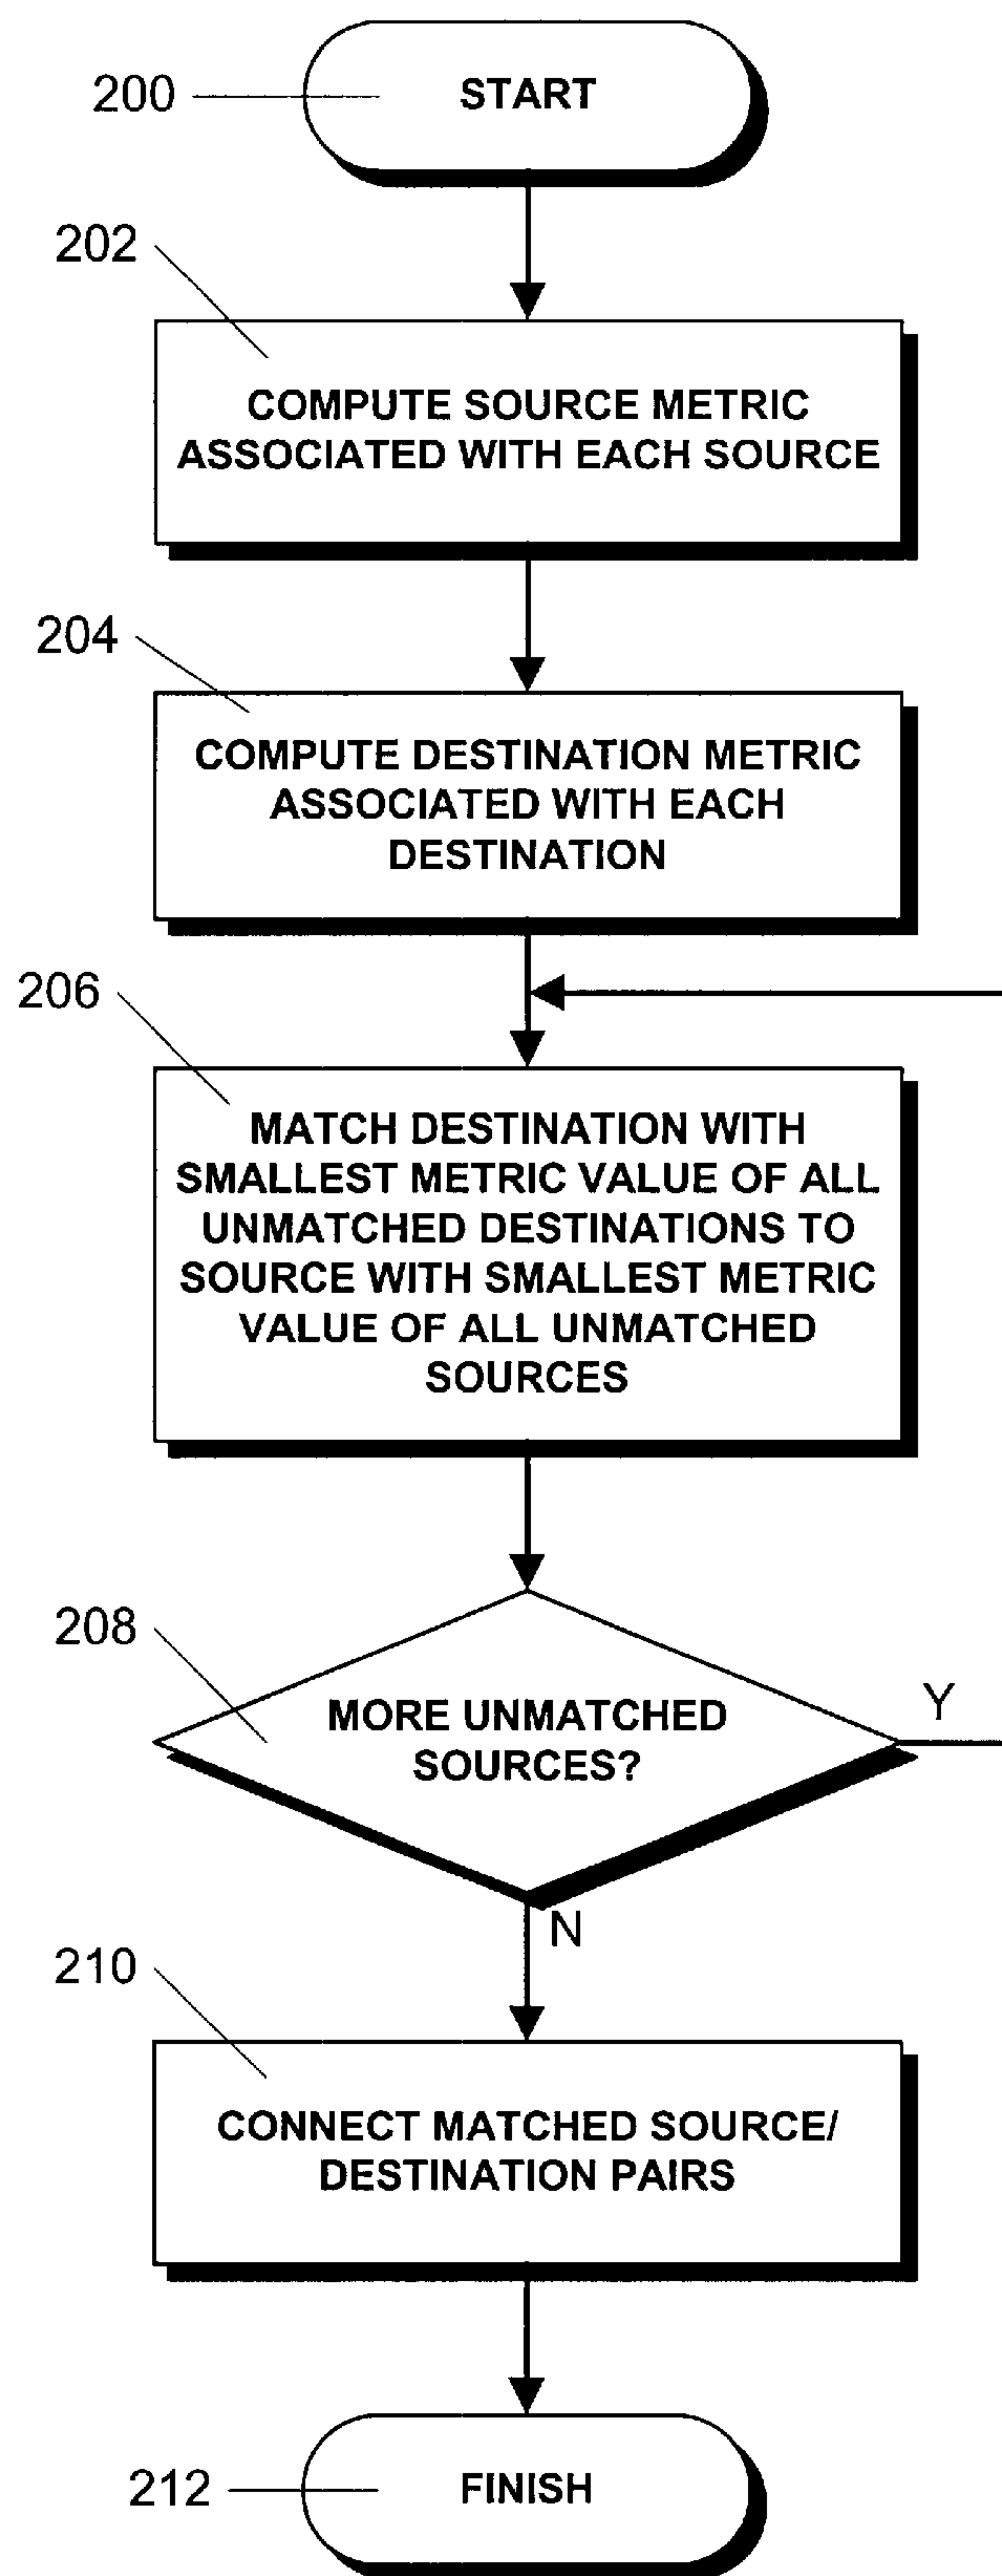 200
START
202
COMPUTE SOURCE METRIC
ASSOCIATED WITH EACH SOURCE
204
COMPUTE DESTINATION METRIC
ASSOCIATED WITH EACH
DESTINATION
206
MATCH DESTINATION WITH
SMALLEST METRIC VALUE OF ALL
UNMATCHED DESTINATIONS TO
SOURCE WITH SMALLEST METRIC
VALUE OF ALL UNMATCHED
SOURCES
208
MORE UNMATCHED
SOURCES?
Y
N
210
CONNECT MATCHED SOURCE/
DESTINATION PAIRS
212
FINISH